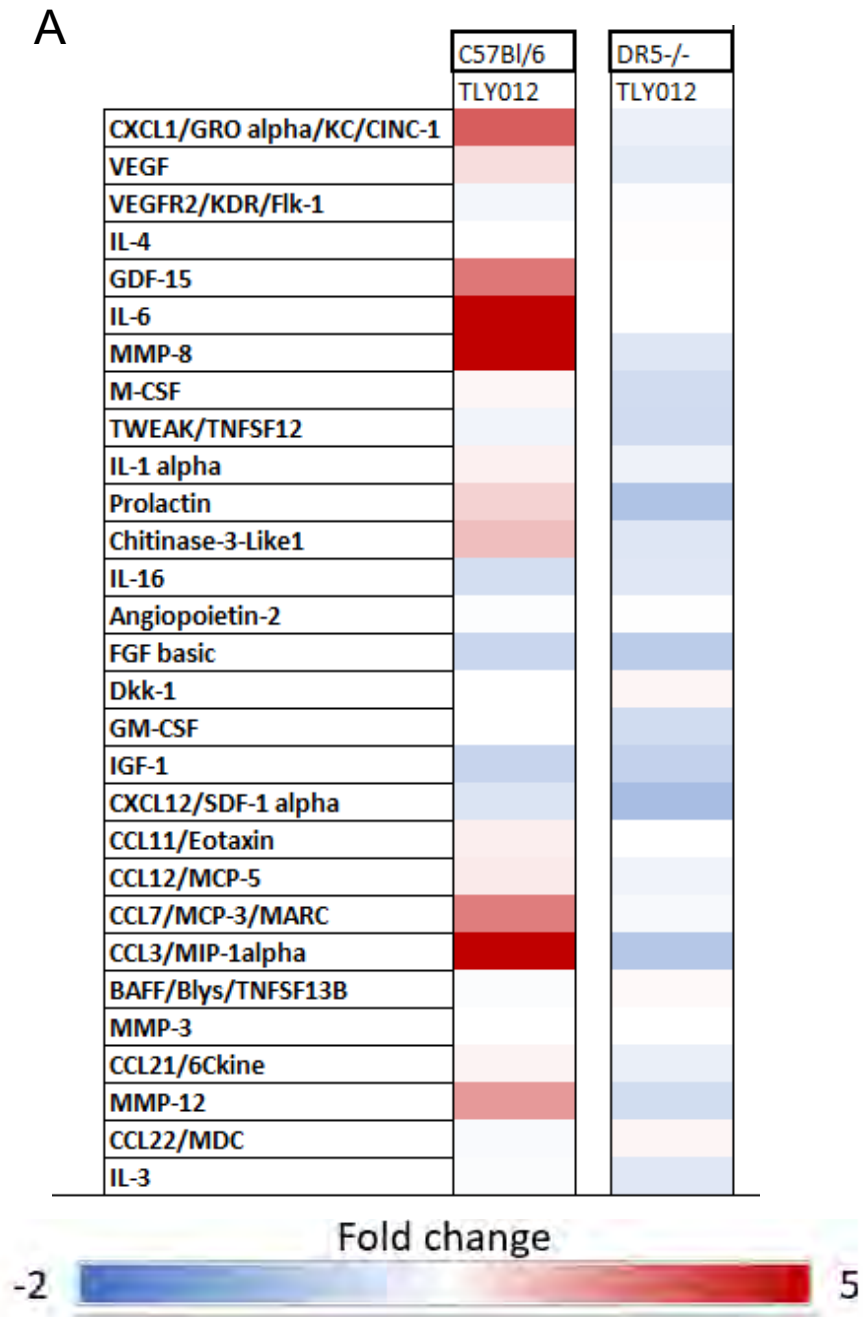 A
C57Bl/6 DR5-/-
TLY012 TLY012
CXCL1/GRO alpha/KC/CINC-1
VEGF
VEGFR2/KDR/Flk-1
IL-4
GDF-15
IL-6
MMP-8
M-CSF
TWEAK/TNFSF12
IL-1 alpha
Prolactin
Chitinase-3-Like1
IL-16
Angiopoietin-2
FGF basic
Dkk-1
GM-CSF
IGF-1
CXCL12/SDF-1 alpha
CCL11/Eotaxin
CCL12/MCP-5
CCL7/MCP-3/MARC
CCL3/MIP-1alpha
BAFF/Blys/TNFSF13B
MMP-3
CCL21/6Ckine
MMP-12
CCL22/MDC
IL-3
Fold change
-2 5